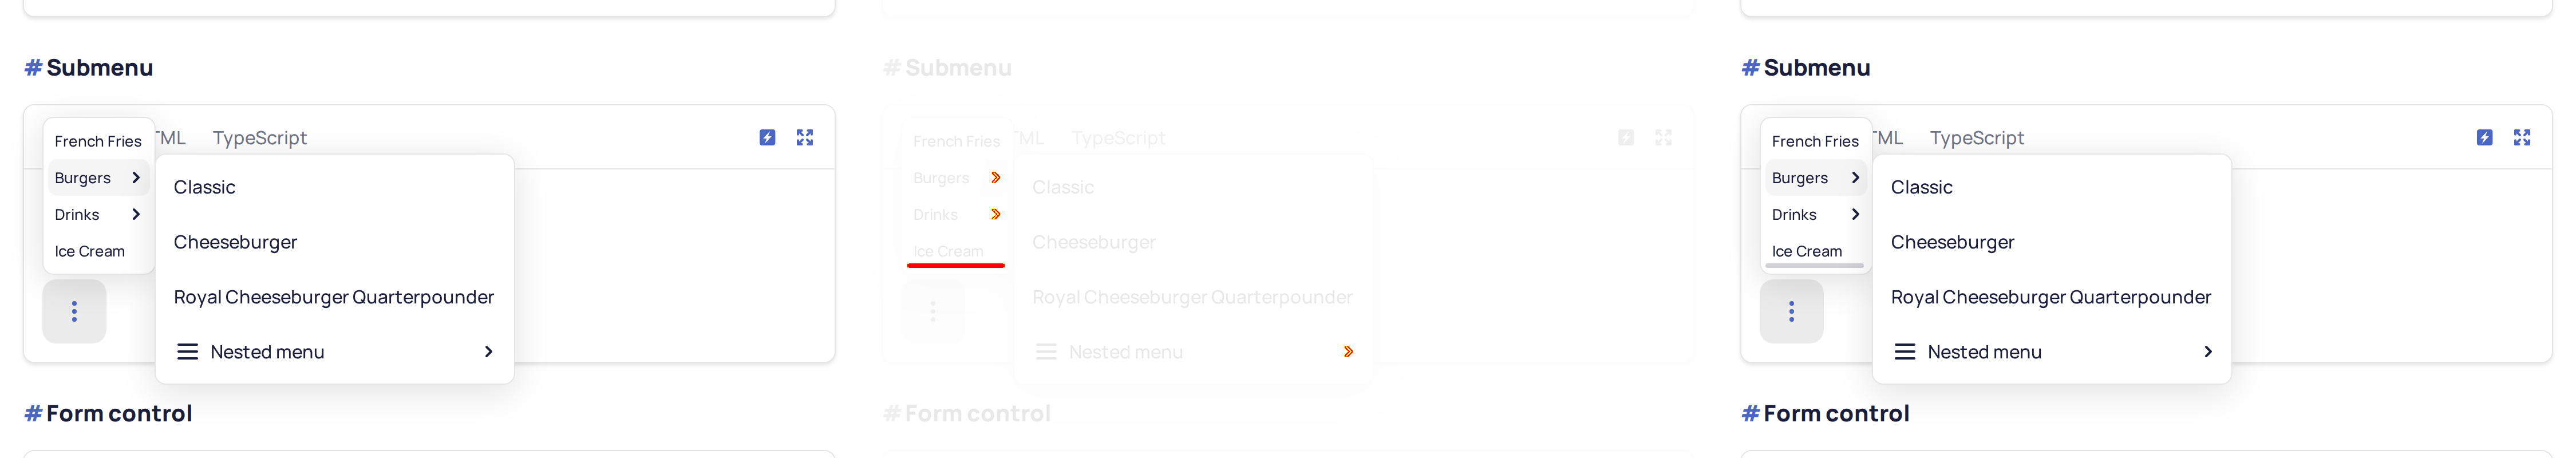 # Submenu
French Fries
TML TypeScript
Burgers
Drinks
Ice Cream
Classic
Cheeseburger
Royal Cheeseburger Quarterpounder
Nested menu
# Form control
# Submenu
French Fries
ML TypeScript
Burgers
Drinks
Ice Cream
Classic
Cheeseburger
Royal Cheeseburger Quarterpounder
Nested menu
# Form control
# Submenu
French Fries
TML TypeScript
Burgers
Drinks
Ice Cream
Classic
Cheeseburger
Royal Cheeseburger Quarterpounder
Nested menu
# Form control